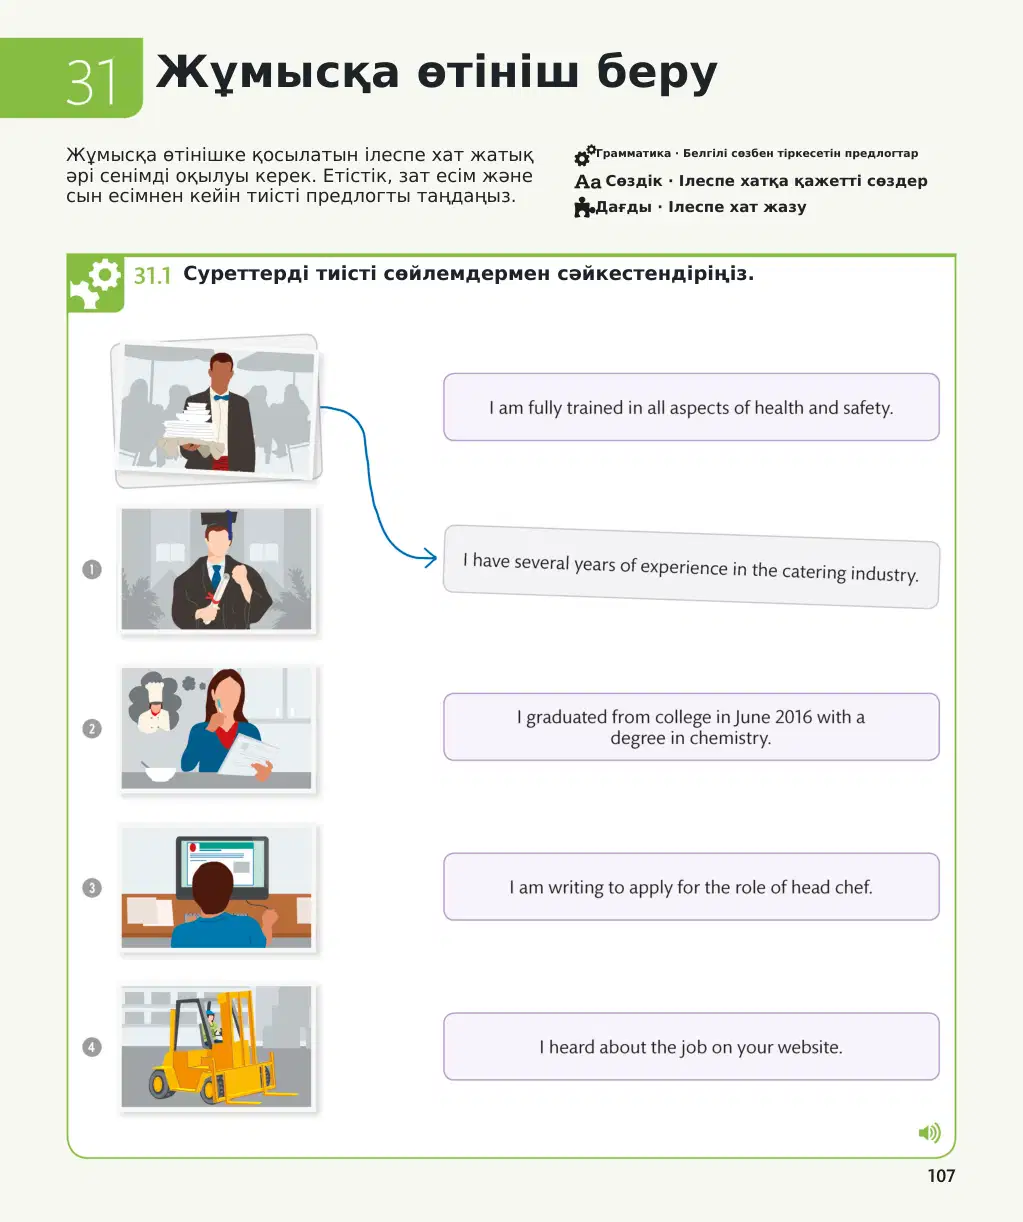 31
Жұмысқа өтініш беру
Жұмысқа өтінішке қосылатын ілеспе хат жатық
әрі сенімді оқылуы керек. Етістік, зат есім және
сын есімнен кейін тиісті предлогты таңдаңыз.
Грамматика · Белгілі сөзбен тіркесетін предлогтар
Aa Сөздік · Ілеспе хатқа қажетті сөздер
Дағды · Ілеспе хат жазу
31.1 Суреттерді тиісті сөйлемдермен сәйкестендіріңіз.
I am fully trained in all aspects of health and safety.
1
I have several years of experience in the catering industry.
2
I graduated from college in June 2016 with a
degree in chemistry.
3
I am writing to apply for the role of head chef.
4
I heard about the job on your website.
107